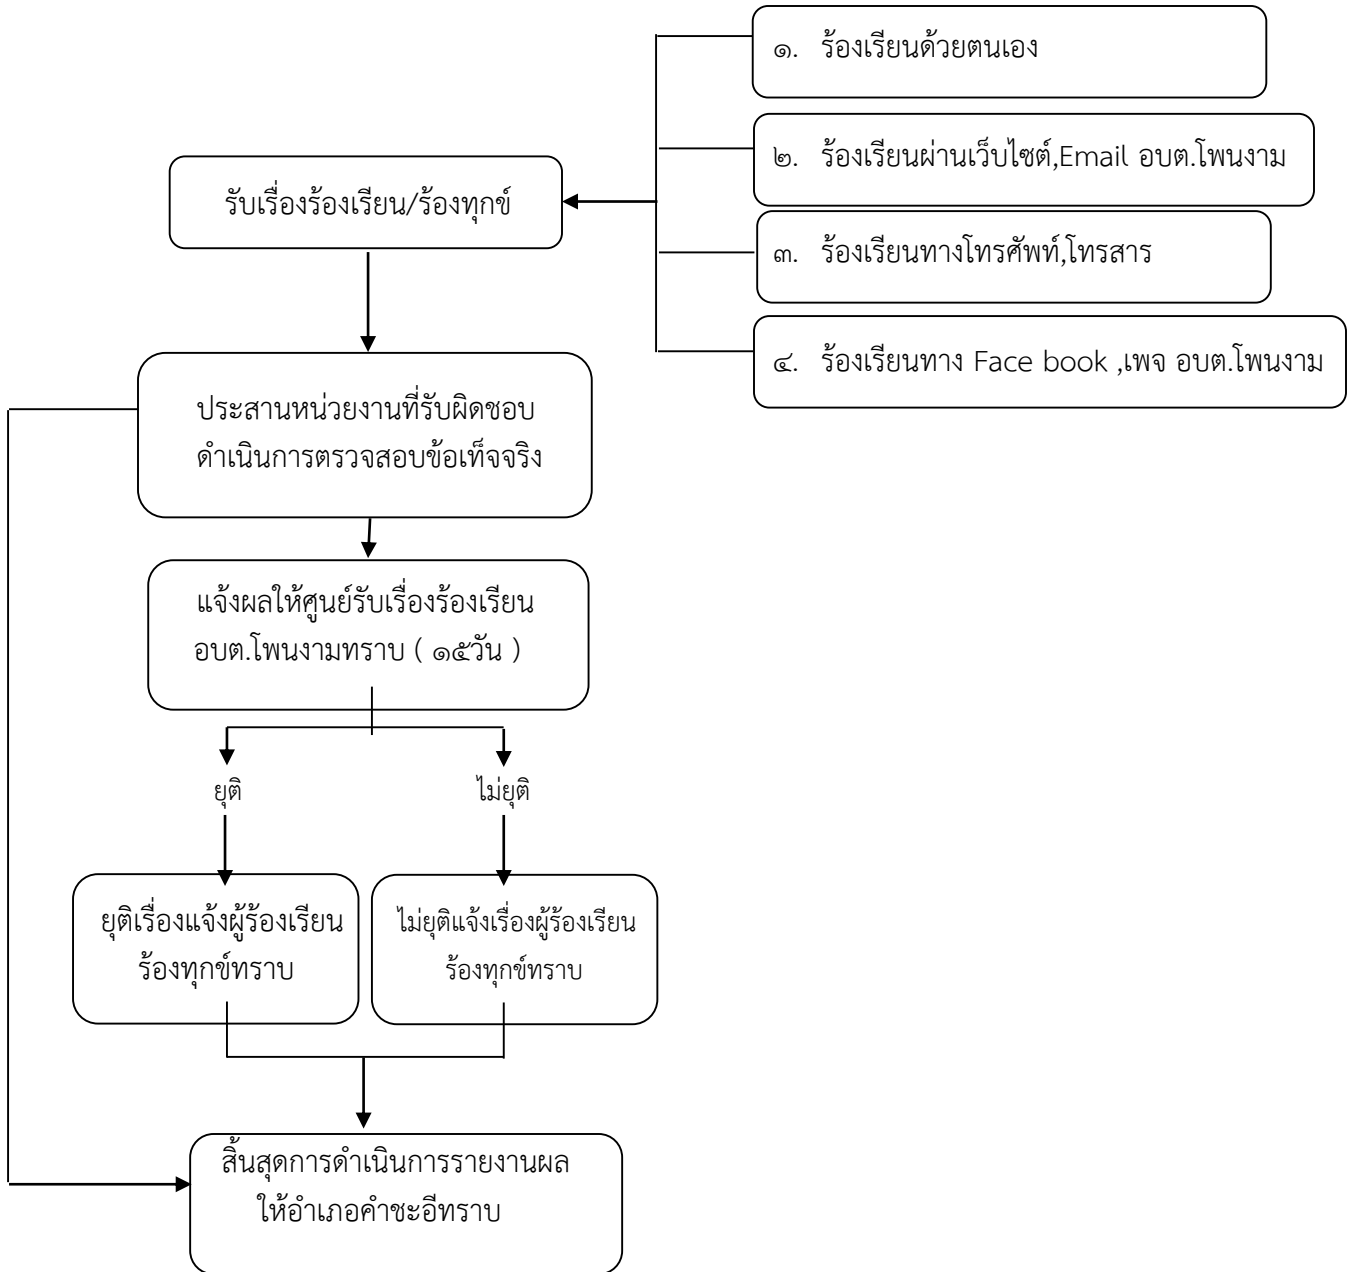 ๑. ร้องเรียนด้วยตนเอง
๒. ร้องเรียนผ่านเว็บไซต์,Email อบต.โพนงาม
รับเรื่องร้องเรียน/ร้องทุกข์
๓. ร้องเรียนทางโทรศัพท์,โทรสาร
๔. ร้องเรียนทาง Face book ,เพจ อบต.โพนงาม
ประสานหน่วยงานที่รับผิดชอบ
ดำเนินการตรวจสอบข้อเท็จจริง
แจ้งผลให้ศูนย์รับเรื่องร้องเรียน
อบต.โพนงามทราบ ( ๑๕วัน )
ยุติ
ไม่ยุติ
ยุติเรื่องแจ้งผู้ร้องเรียน
ร้องทุกข์ทราบ
ไม่ยุติแจ้งเรื่องผู้ร้องเรียน
ร้องทุกข์ทราบ
สิ้นสุดการดำเนินการรายงานผล
ให้อำเภอคำชะอีทราบ